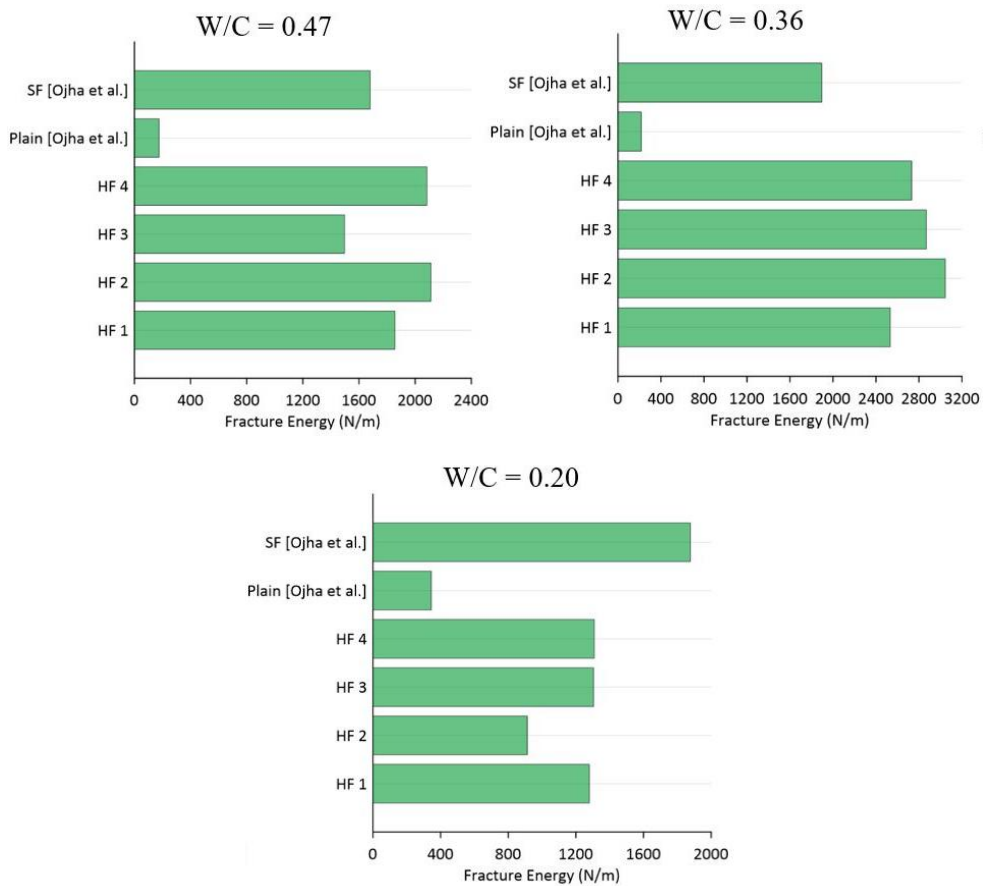 W/C = 0.47
SF [Ojha et al.]
Plain [Ojha et al.]
HF 4
HF 3
HF 2
HF 1
0 400 800 1200 1600 2000 2400
Fracture Energy (N/m)
W/C = 0.36
SF [Ojha et al.]
Plain [Ojha et al.]
HF 4
HF 3
HF 2
HF 1
0 400 800 1200 1600 2000 2400 2800 3200
Fracture Energy (N/m)
W/C = 0.20
SF [Ojha et al.]
Plain [Ojha et al.]
HF 4
HF 3
HF 2
HF 1
0 400 800 1200 1600 2000
Fracture Energy (N/m)